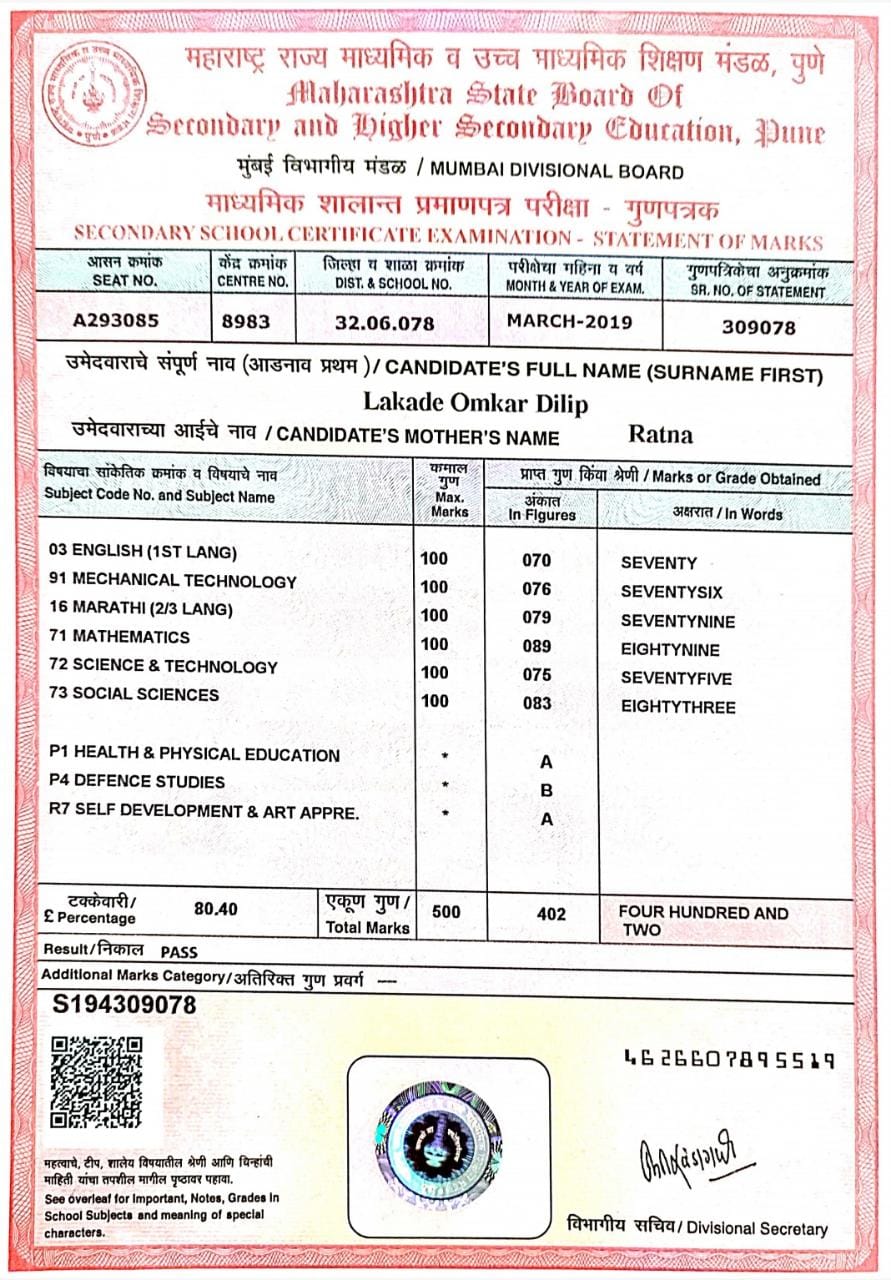 महाराष्ट्र राज्य माध्यमिक व उच्च माध्यमिक शिक्षण मंडळ, पुणे
Maharashtra State Board Of
Secondary and Higher Secondary Education, Pune
मुंबई विभागीय मंडळ / MUMBAI DIVISIONAL BOARD
माध्यमिक शालान्त प्रमाणपत्र परीक्षा - गुणपत्रक
SECONDARY SCHOOL CERTIFICATE EXAMINATION - STATEMENT OF MARKS
आसन क्रमांक केंद्र क्रमांक जिल्हा व शाळा क्रमांक परीक्षेचा महिना व वर्ष गुणपत्रिकेचा अनुक्रमांक
SEAT NO. CENTRE NO. DIST. & SCHOOL NO. MONTH & YEAR OF EXAM. SR. NO. OF STATEMENT
A293085 8983 32.06.078 MARCH-2019 309078
उमेदवाराचे संपूर्ण नाव (आडनाव प्रथम )/ CANDIDATE'S FULL NAME (SURNAME FIRST)
Lakade Omkar Dilip
उमेदवाराच्या आईचे नाव / CANDIDATE'S MOTHER'S NAME Ratna
विषयाचा सांकेतिक क्रमांक व विषयाचे नाव
Subject Code No. and Subject Name
कमाल
गुण
Max.
Marks
प्राप्त गुण किंवा श्रेणी / Marks or Grade Obtained
अंकात
In Figures
अक्षरात / In Words
03 ENGLISH (1ST LANG) 100 070 SEVENTY
91 MECHANICAL TECHNOLOGY 100 076 SEVENTYSIX
16 MARATHI (2/3 LANG) 100 079 SEVENTYNINE
71 MATHEMATICS 100 089 EIGHTYNINE
72 SCIENCE & TECHNOLOGY 100 075 SEVENTYFIVE
73 SOCIAL SCIENCES 100 083 EIGHTYTHREE
P1 HEALTH & PHYSICAL EDUCATION * A
P4 DEFENCE STUDIES * B
R7 SELF DEVELOPMENT & ART APPRE. * A
टक्केवारी/
£ Percentage
80.40
एकूण गुण/
Total Marks
500 402 FOUR HUNDRED AND
TWO
Result/निकाल PASS
Additional Marks Category/अतिरिक्त गुण प्रवर्ग ----
S194309078
4626607895519
महत्वाचे, टीप, शालेय विषयातील श्रेणी आणि चिन्हांची
माहिती यांचा तपशील मागील पृष्ठावर पहावा.
See overleaf for Important, Notes, Grades in
School Subjects and meaning of special
characters.
विभागीय सचिव/ Divisional Secretary